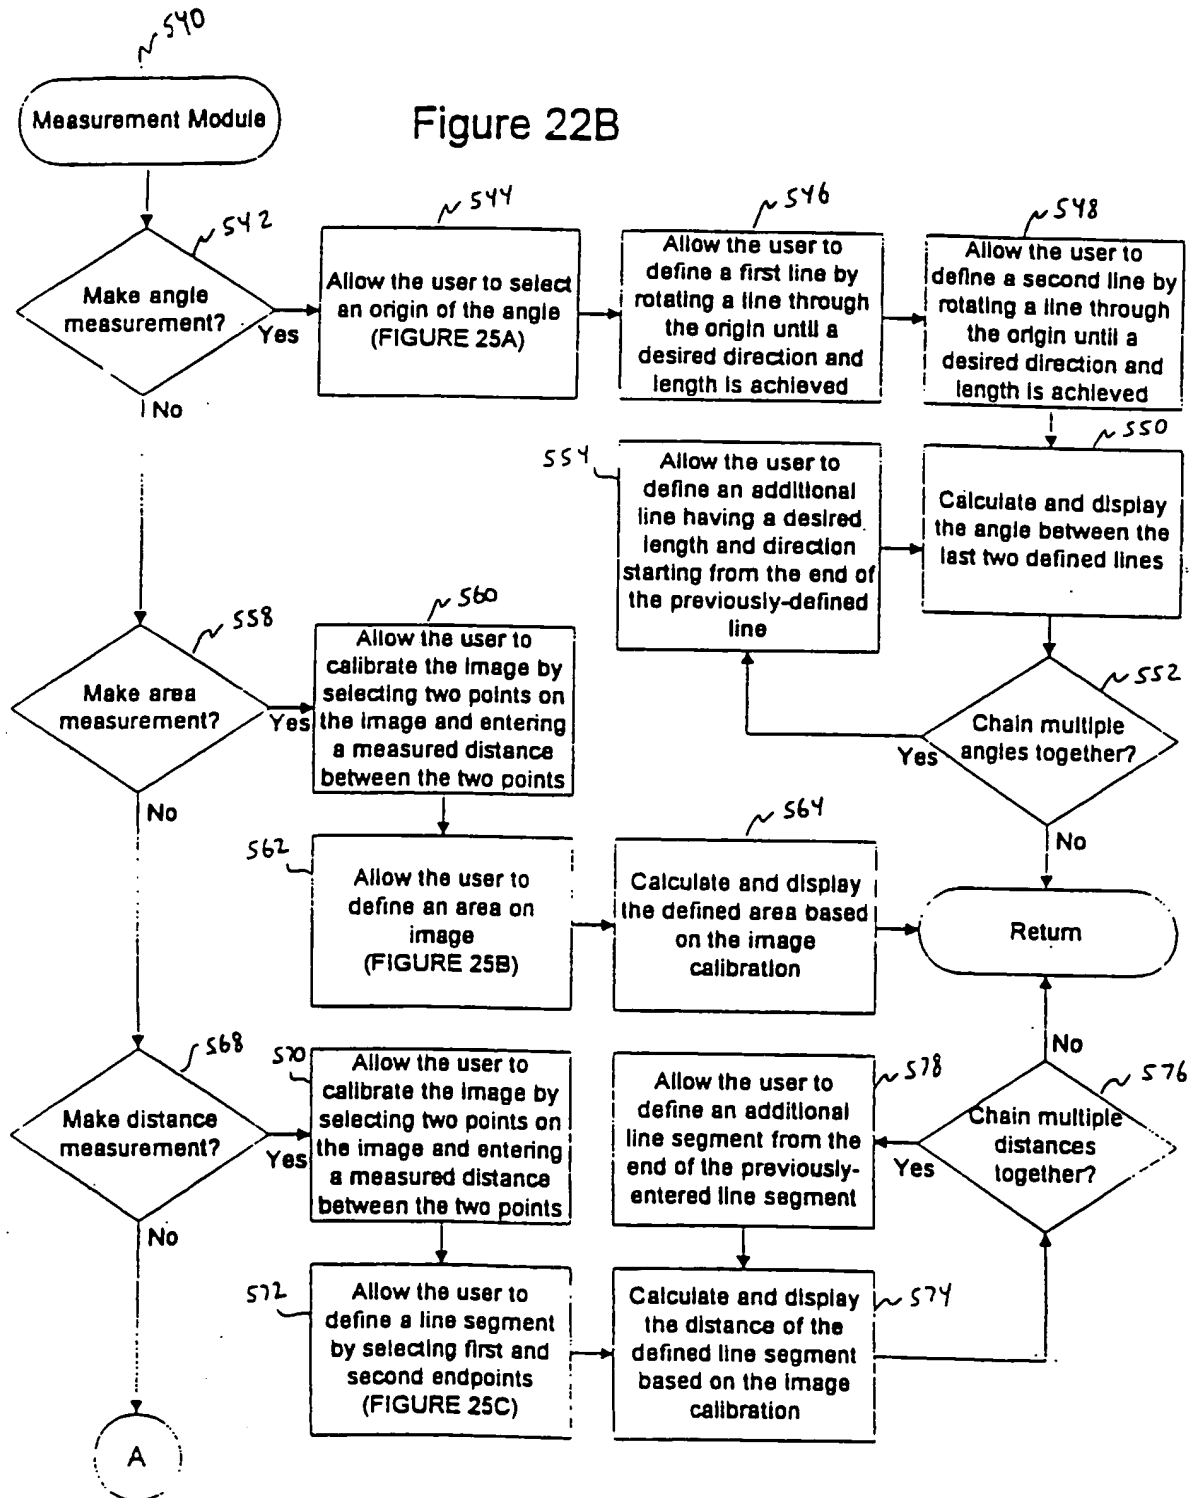 540
Measurement Module
Figure 22B
542
Make angle
measurement?
Yes
No
544
Allow the user to select
an origin of the angle
(FIGURE 25A)
546
Allow the user to
define a first line by
rotating a line through
the origin until a
desired direction and
length is achieved
548
Allow the user to
define a second line by
rotating a line through
the origin until a
desired direction and
length is achieved
550
Calculate and display
the angle between the
last two defined lines
554
Allow the user to
define an additional
line having a desired
length and direction
starting from the end of
the previously-defined
line
552
Chain multiple
angles together?
Yes
No
558
Make area
measurement?
Yes
No
560
Allow the user to
calibrate the image by
selecting two points on
the image and entering
a measured distance
between the two points
562
Allow the user to
define an area on
image
(FIGURE 25B)
564
Calculate and display
the defined area based
on the image
calibration
Return
568
Make distance
measurement?
Yes
No
570
Allow the user to
calibrate the image by
selecting two points on
the image and entering
a measured distance
between the two points
572
Allow the user to
define a line segment
by selecting first and
second endpoints
(FIGURE 25C)
578
Allow the user to
define an additional
line segment from the
end of the previously-
entered line segment
574
Calculate and display
the distance of the
defined line segment
based on the image
calibration
576
Chain multiple
distances
together?
Yes
No
A